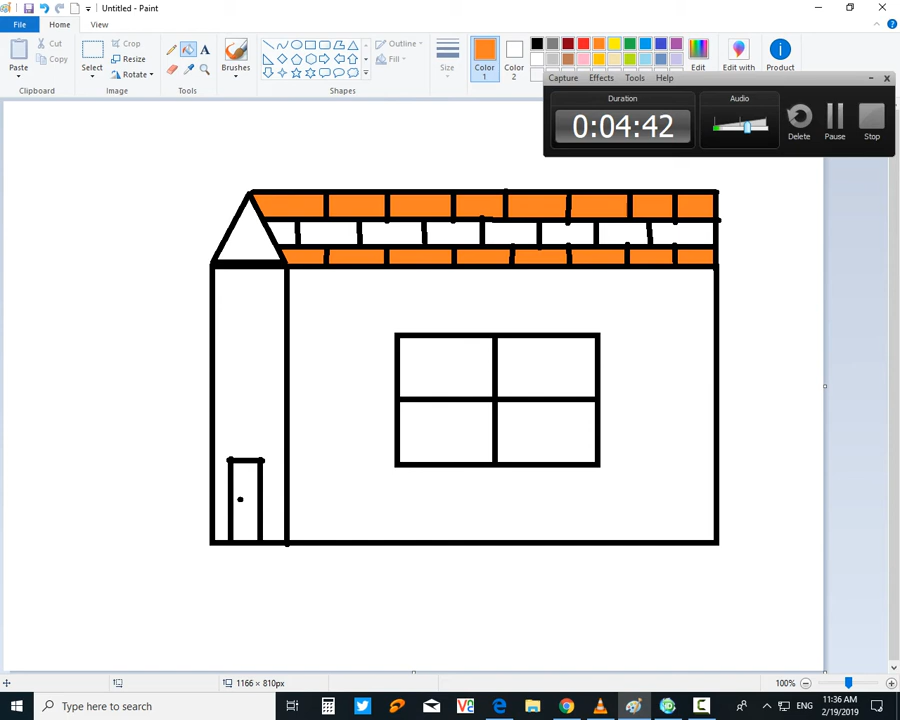 Untitled - Paint
File Home View
Cut
Copy
Paste
Clipboard
Crop
Resize
Rotate
Select
Image
A
Tools
Brushes
Shapes
Outline
Fill
Size
Color 1
Color 2
Edit
Edit with
Product
Capture Effects Tools Help
Duration
0:04:42
Audio
Delete
Pause
Stop
1166 × 810px
100%
Type here to search
ENG
11:36 AM
2/19/2019